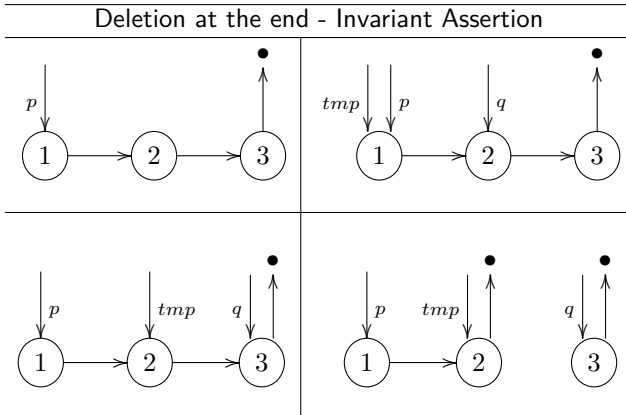 Deletion at the end - Invariant Assertion
p
1 2 3
tmp p q
1 2 3
p tmp q
1 2 3
p tmp q
1 2 3